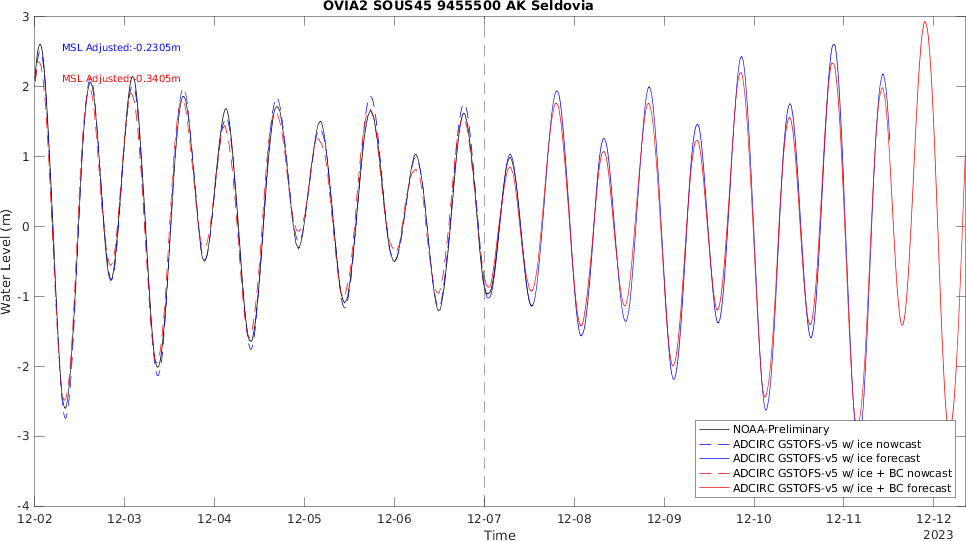 OVIA2 SOUS45 9455500 AK Seldovia
MSL Adjusted:-0.2305m
MSL Adjusted:-0.3405m
3
2
1
0
-1
-2
-3
-4
Water Level (m)
NOAA-Preliminary
ADCIRC GSTOFS-v5 w/ ice nowcast
ADCIRC GSTOFS-v5 w/ ice forecast
ADCIRC GSTOFS-v5 w/ ice + BC nowcast
ADCIRC GSTOFS-v5 w/ ice + BC forecast
12-02 12-03 12-04 12-05 12-06 12-07 12-08 12-09 12-10 12-11 12-12
Time
2023